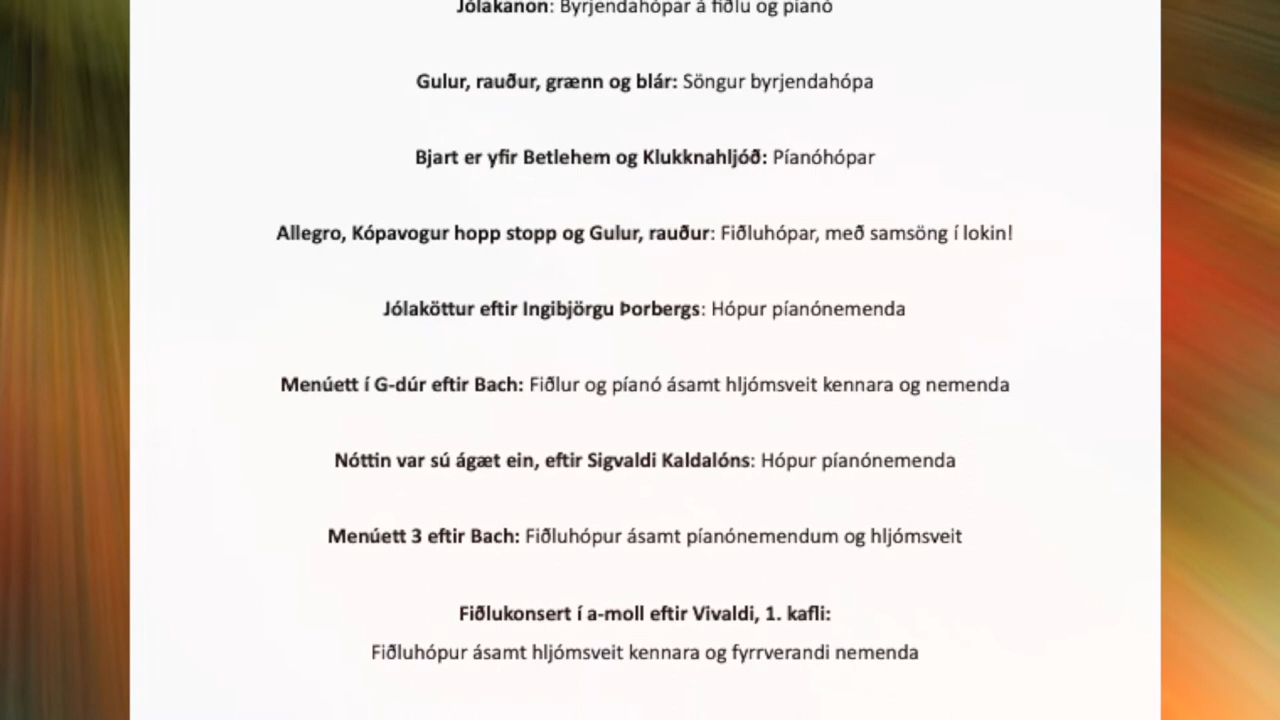 Jólakanon: Byrjendahópar á fiðlu og píanó
Gulur, rauður, grænn og blár: Söngur byrjendahópa
Bjart er yfir Betlehem og Klukknahljóð: Píanóhópar
Allegro, Kópavogur hopp stopp og Gulur, rauður: Fiðluhópar, með samsöng í lokin!
Jólaköttur eftir Ingibjörgu Þorbergs: Hópur píanónemenda
Menúett í G-dúr eftir Bach: Fiðlur og píanó ásamt hljómsveit kennara og nemenda
Nóttin var sú ágæt ein, eftir Sigvaldi Kaldalóns: Hópur píanónemenda
Menúett 3 eftir Bach: Fiðluhópur ásamt píanónemendum og hljómsveit
Fiðlukonsert í a-moll eftir Vivaldi, 1. kafli:
Fiðluhópur ásamt hljómsveit kennara og fyrrverandi nemenda